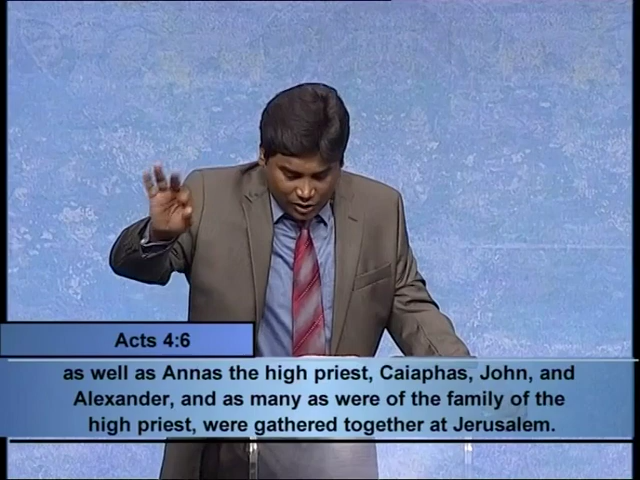 Acts 4:6
as well as Annas the high priest, Caiaphas, John, and
Alexander, and as many as were of the family of the
high priest, were gathered together at Jerusalem.